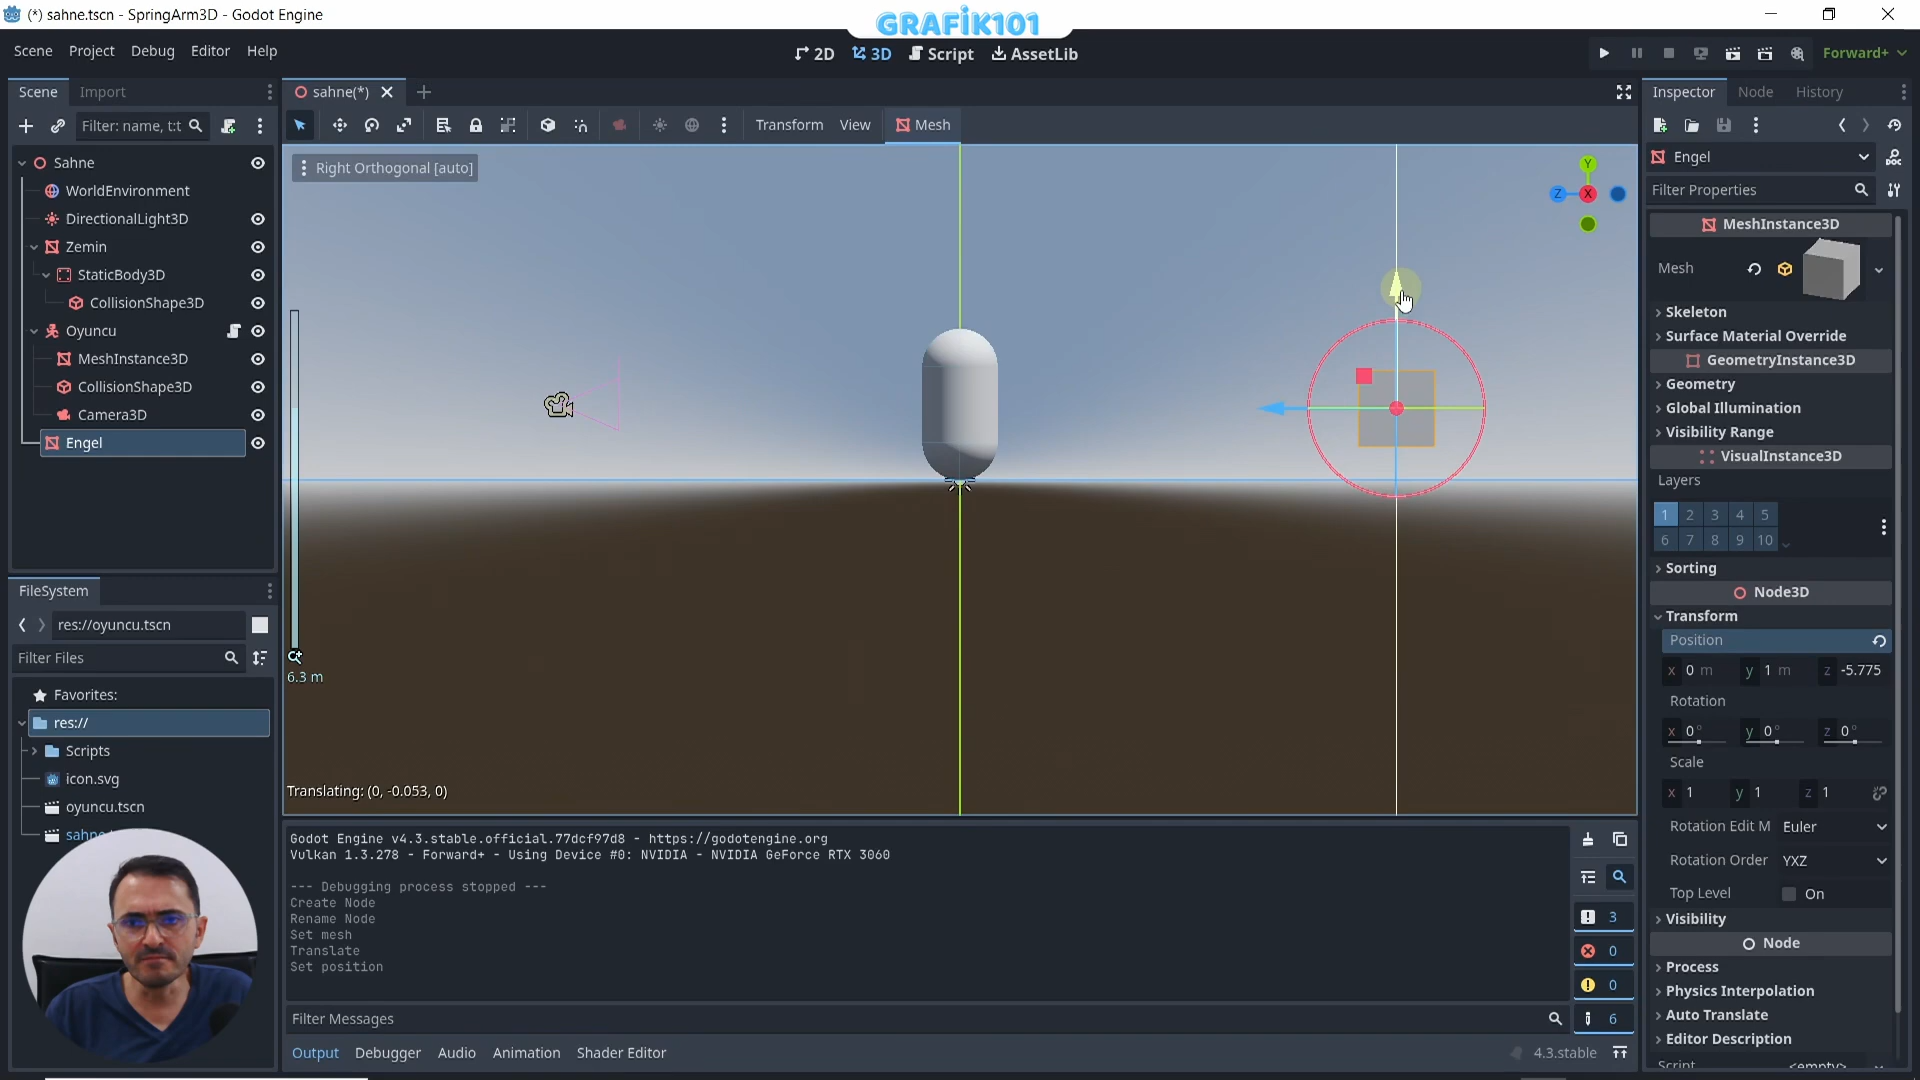 (*) sahne.tscn - SpringArm3D - Godot Engine
GRAFİK101
Scene Project Debug Editor Help
2D 3D Script AssetLib
Forward+
Scene Import
sahne(*)
Inspector Node History
Filter: name, t:t
Transform View Mesh
Right Orthogonal [auto]
Y
Z X
Sahne
WorldEnvironment
DirectionalLight3D
Zemin
StaticBody3D
CollisionShape3D
Oyuncu
MeshInstance3D
CollisionShape3D
Camera3D
Engel
6.3 m
Translating: (0, -0.053, 0)
FileSystem
res://oyuncu.tscn
Filter Files
Favorites:
res://
Scripts
icon.svg
oyuncu.tscn
Godot Engine v4.3.stable.official.77dcf97d8 - https://godotengine.org
Vulkan 1.3.278 - Forward+ - Using Device #0: NVIDIA - NVIDIA GeForce RTX 3060
--- Debugging process stopped ---
Create Node
Rename Node
Set mesh
Translate
Set position
Filter Messages
3
0
0
6
Output Debugger Audio Animation Shader Editor
4.3.stable
Engel
Filter Properties
MeshInstance3D
Mesh
Skeleton
Surface Material Override
GeometryInstance3D
Geometry
Global Illumination
Visibility Range
VisualInstance3D
Layers
1 2 3 4 5
6 7 8 9 10
Sorting
Node3D
Transform
Position
x 0 m y 1 m z -5.775
Rotation
x 0° y 0° z 0°
Scale
x 1 y 1 z 1
Rotation Edit M Euler
Rotation Order YXZ
Top Level On
Visibility
Node
Process
Physics Interpolation
Auto Translate
Editor Description